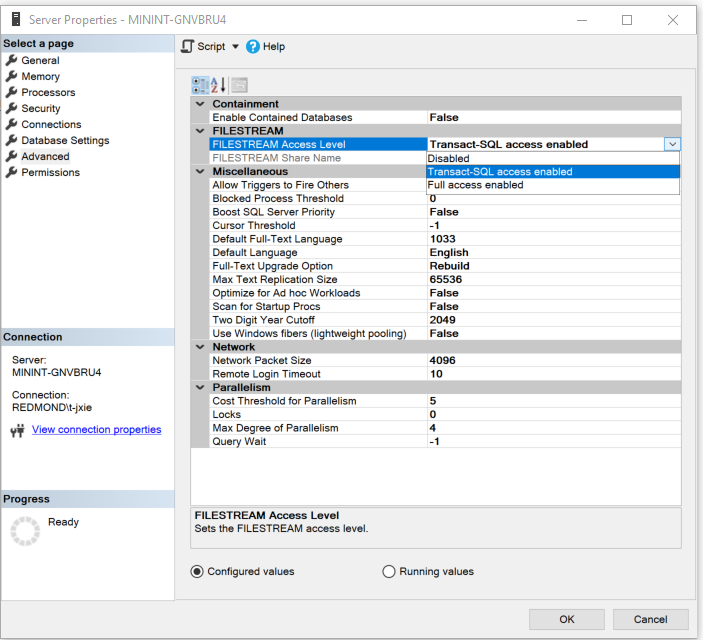 Server Properties - MININT-GNVBRU4
Select a page
General
Memory
Processors
Security
Connections
Database Settings
Advanced
Permissions
Script
Help
Containment
Enable Contained Databases False
FILESTREAM
FILESTREAM Access Level Transact-SQL access enabled
FILESTREAM Share Name Disabled
Miscellaneous Transact-SQL access enabled
Allow Triggers to Fire Others Full access enabled
Blocked Process Threshold 0
Boost SQL Server Priority False
Cursor Threshold -1
Default Full-Text Language 1033
Default Language English
Full-Text Upgrade Option Rebuild
Max Text Replication Size 65536
Optimize for Ad hoc Workloads False
Scan for Startup Procs False
Two Digit Year Cutoff 2049
Use Windows fibers (lightweight pooling) False
Network
Network Packet Size 4096
Remote Login Timeout 10
Parallelism
Cost Threshold for Parallelism 5
Locks 0
Max Degree of Parallelism 4
Query Wait -1
Connection
Server:
MININT-GNVBRU4
Connection:
REDMOND\t-jxie
View connection properties
Progress
Ready
FILESTREAM Access Level
Sets the FILESTREAM access level.
Configured values
Running values
OK
Cancel